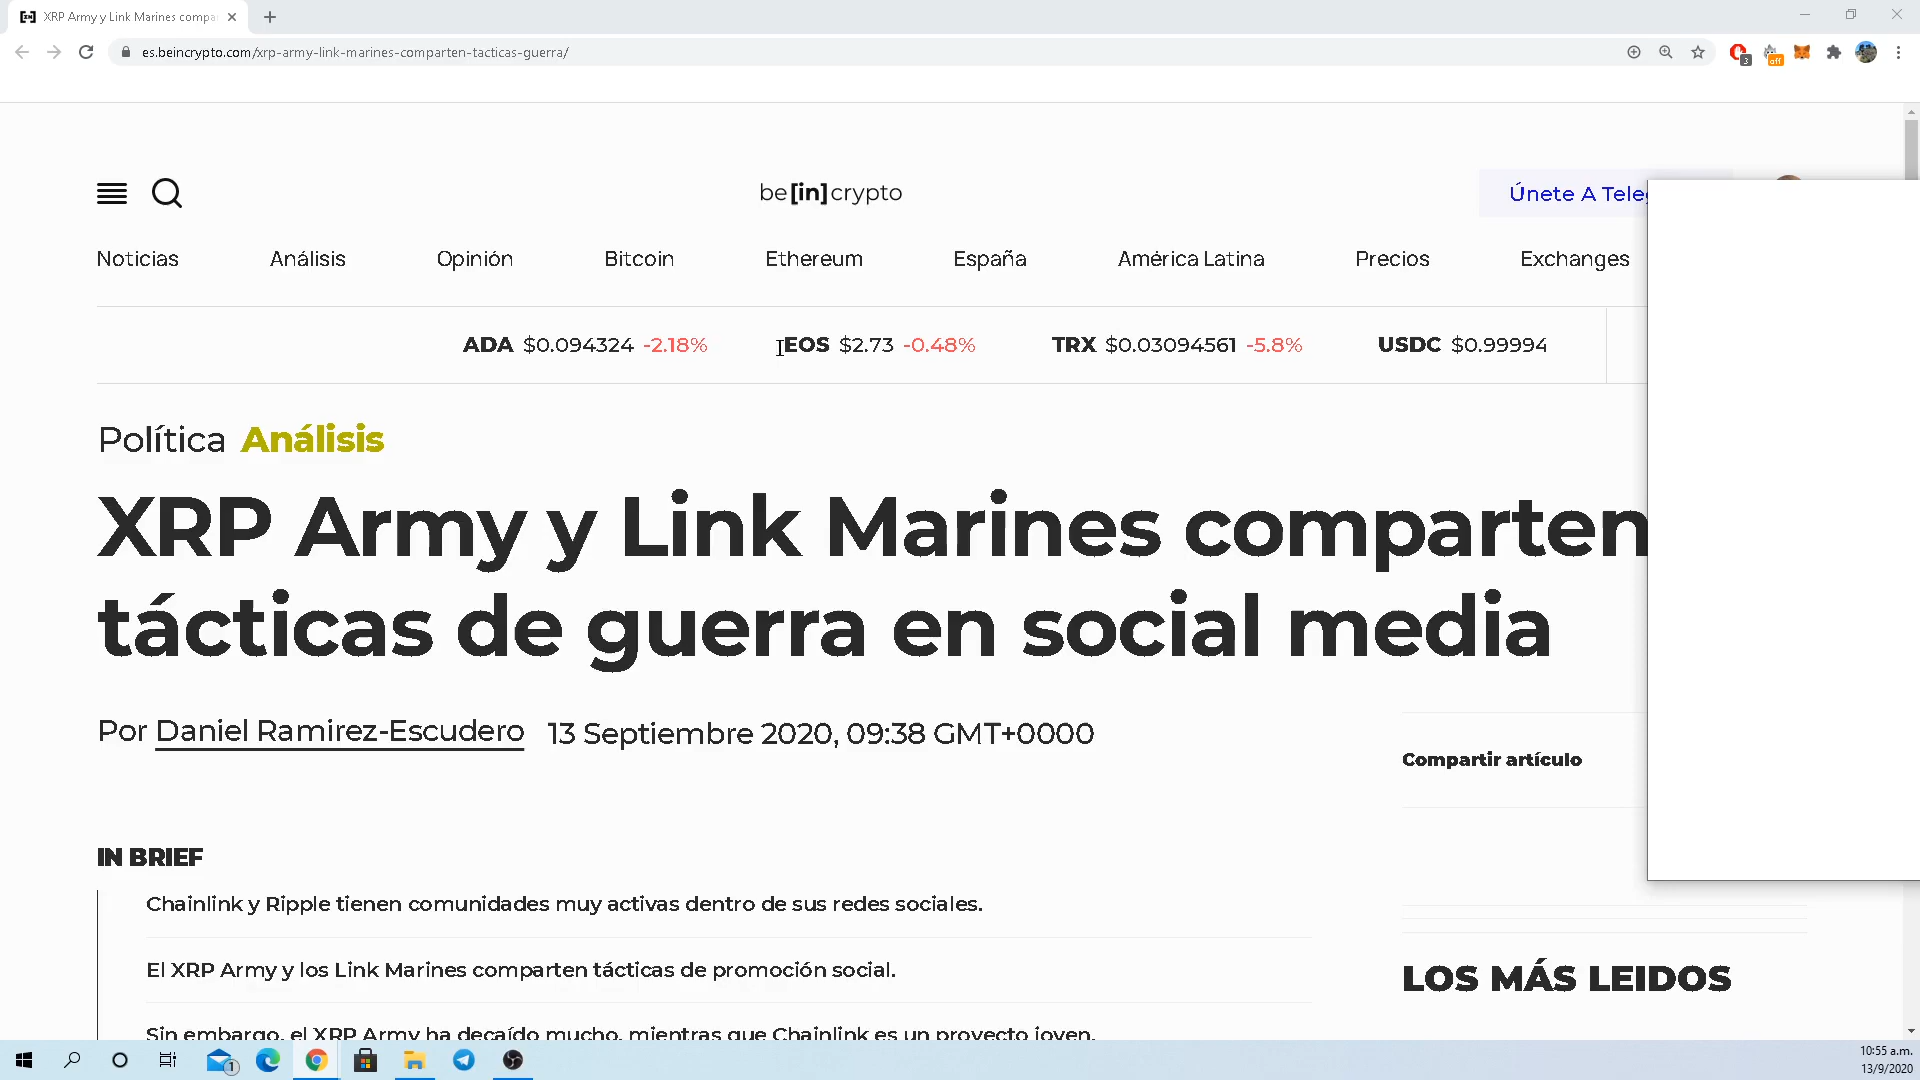 XRP Army y Link Marines compa
es.beincrypto.com/xrp-army-link-marines-comparten-tacticas-guerra/
3
off
be[in]crypto
Únete A Tele
Noticias Análisis Opinión Bitcoin Ethereum España América Latina Precios Exchanges
ADA $0.094324 -2.18% EOS $2.73 -0.48% TRX $0.03094561 -5.8% USDC $0.99994
Política Análisis
XRP Army y Link Marines comparten
tácticas de guerra en social media
Por Daniel Ramirez-Escudero 13 Septiembre 2020, 09:38 GMT+0000
Compartir artículo
IN BRIEF
Chainlink y Ripple tienen comunidades muy activas dentro de sus redes sociales.
El XRP Army y los Link Marines comparten tácticas de promoción social.
LOS MÁS LEIDOS
Sin embargo, el XRP Army ha decaído mucho, mientras que Chainlink es un proyecto joven.
1
10:55 a.m.
13/9/2020